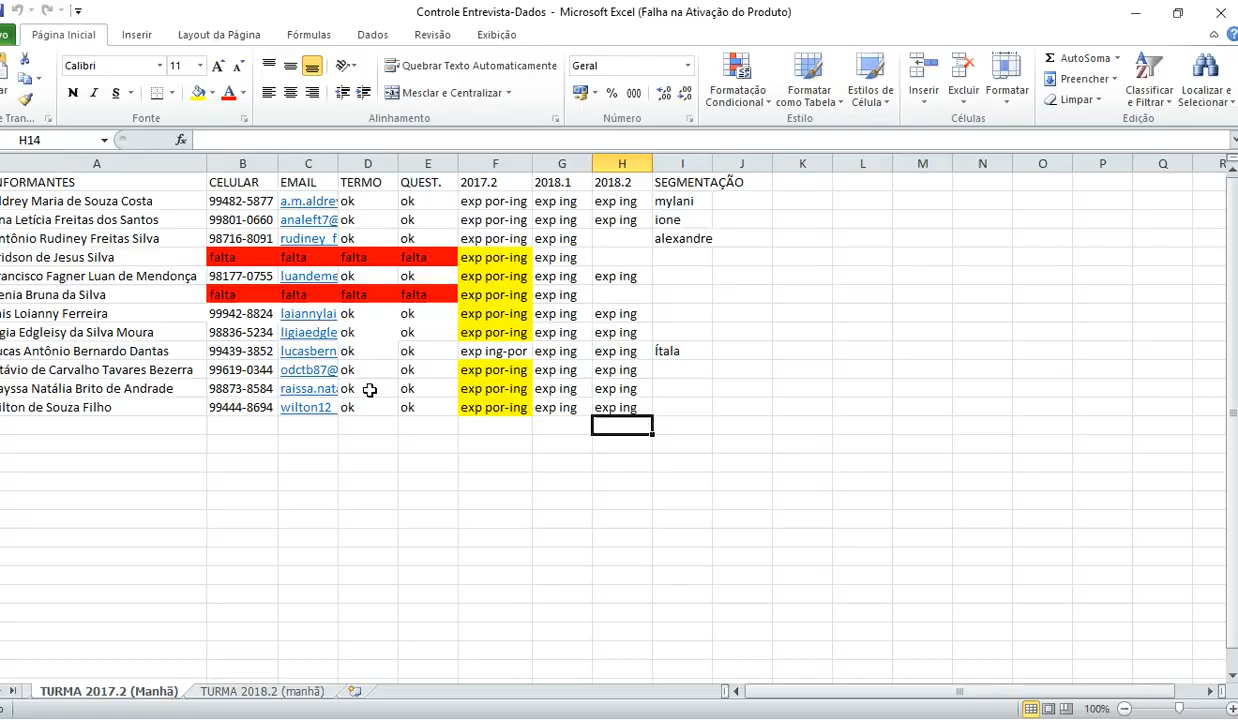 Controle Entrevista-Dados - Microsoft Excel (Falha na Ativação do Produto)
Página Inicial Inserir Layout da Página Fórmulas Dados Revisão Exibição
Calibri 11 Quebrar Texto Automaticamente Geral AutoSoma
Preencher
N I S Mesclar e Centralizar % 000 Formatação Condicional Formatar como Tabela Estilos de Célula Inserir Excluir Formatar Limpar Classificar e Filtrar Localizar e Selecionar
de Tran... Fonte Alinhamento Número Estilo Células Edição
H14 fx
A B C D E F G H I J K L M N O P Q R
NFORMANTES CELULAR EMAIL TERMO QUEST. 2017.2 2018.1 2018.2 SEGMENTAÇÃO
ldrey Maria de Souza Costa 99482-5877 a.m.aldre ok ok exp por-ing exp ing exp ing mylani
na Letícia Freitas dos Santos 99801-0660 analeft7@ ok ok exp por-ing exp ing exp ing ione
ntônio Rudiney Freitas Silva 98716-8091 rudiney_f ok ok exp por-ing exp ing alexandre
ridson de Jesus Silva falta falta falta falta exp por-ing exp ing
rancisco Fagner Luan de Mendonça 98177-0755 luandeme ok ok exp por-ing exp ing exp ing
enia Bruna da Silva falta falta falta falta exp por-ing exp ing
ais Loianny Ferreira 99942-8824 laiannylai ok ok exp por-ing exp ing exp ing
gia Edgleisy da Silva Moura 98836-5234 ligiaedgle ok ok exp por-ing exp ing exp ing
ucas Antônio Bernardo Dantas 99439-3852 lucasbern ok ok exp ing-por exp ing exp ing Ítala
távio de Carvalho Tavares Bezerra 99619-0344 odctb87@ ok ok exp por-ing exp ing exp ing
ayssa Natália Brito de Andrade 98873-8584 raissa.nat ok ok exp por-ing exp ing exp ing
ilton de Souza Filho 99444-8694 wilton12_ ok ok exp por-ing exp ing exp ing
TURMA 2017.2 (Manhã) TURMA 2018.2 (manhã)
100%